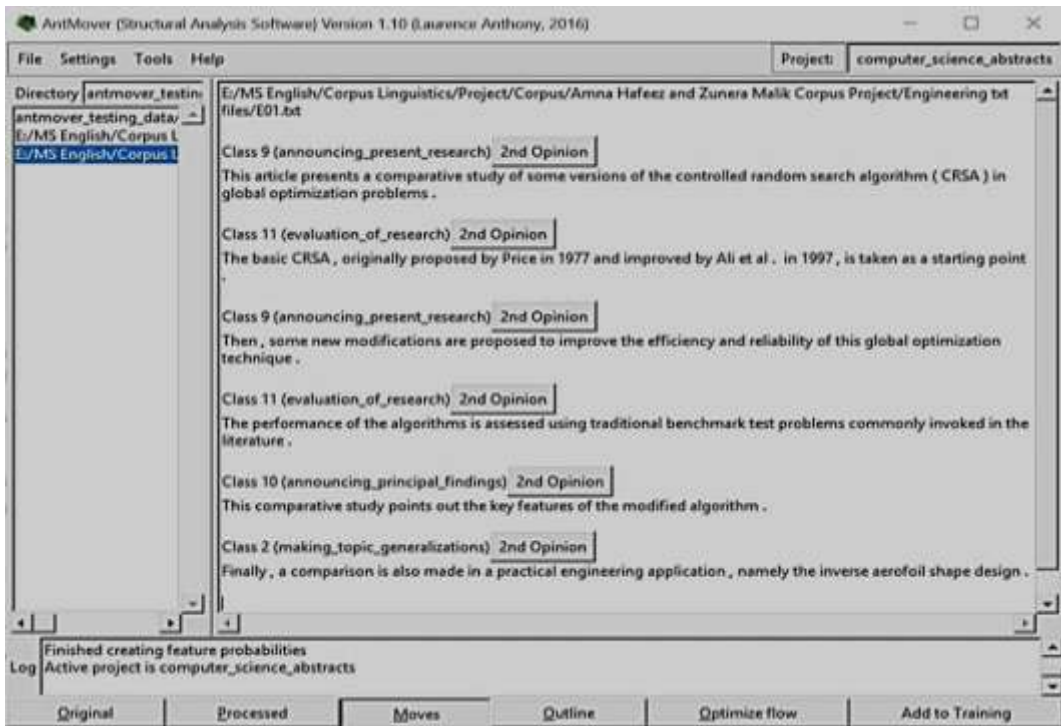 AntMover (Structural Analysis Software) Version 1.10 (Laurence Anthony, 2016)
File Settings Tools Help
Project: computer_science_abstracts
Directory antmover_testin
antmover_testing_data/
E:/MS English/Corpus L
E:/MS English/Corpus L
E:/MS English/Corpus Linguistics/Project/Corpus/Amna Hafeez and Zunera Malik Corpus Project/Engineering txt
files/E01.txt
Class 9 (announcing_present_research) 2nd Opinion
This article presents a comparative study of some versions of the controlled random search algorithm ( CRSA ) in
global optimization problems .
Class 11 (evaluation_of_research) 2nd Opinion
The basic CRSA , originally proposed by Price in 1977 and improved by Ali et al . in 1997 , is taken as a starting point
.
Class 9 (announcing_present_research) 2nd Opinion
Then , some new modifications are proposed to improve the efficiency and reliability of this global optimization
technique .
Class 11 (evaluation_of_research) 2nd Opinion
The performance of the algorithms is assessed using traditional benchmark test problems commonly invoked in the
literature .
Class 10 (announcing_principal_findings) 2nd Opinion
This comparative study points out the key features of the modified algorithm .
Class 2 (making_topic_generalizations) 2nd Opinion
Finally , a comparison is also made in a practical engineering application , namely the inverse aerofoil shape design .
Finished creating feature probabilities
Log Active project is computer_science_abstracts
Original Processed Moves Outline Optimize flow Add to Training